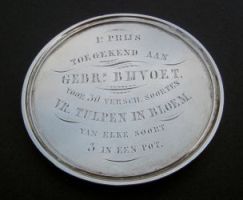 1E PRIJS
TOEGEKEND AAN
GEBRS. BIJVOET.
VOOR 50 VERSCH. SOORTEN
VR. TULPEN IN BLOEM.
VAN ELKE SOORT
3 IN EEN POT.